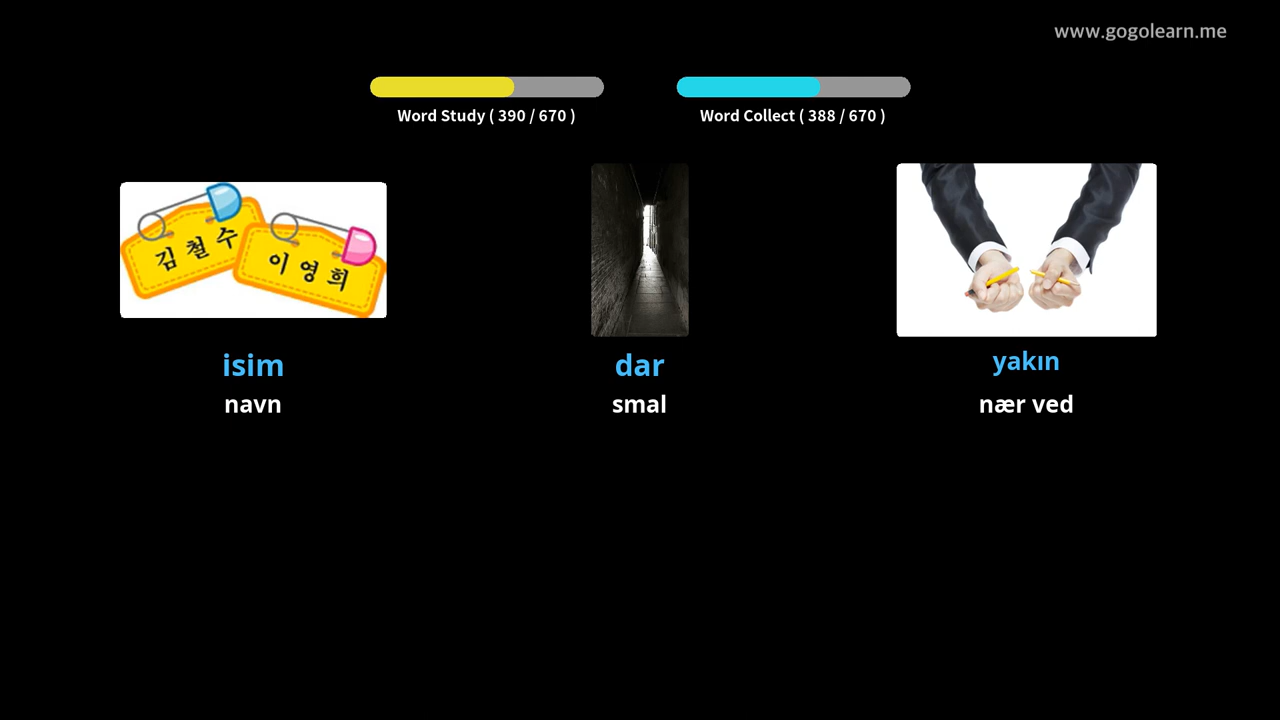 www.gogolearn.me
Word Study ( 390 / 670 )
Word Collect ( 388 / 670 )
김철수
이영희
isim
dar
yakın
navn
smal
nær ved